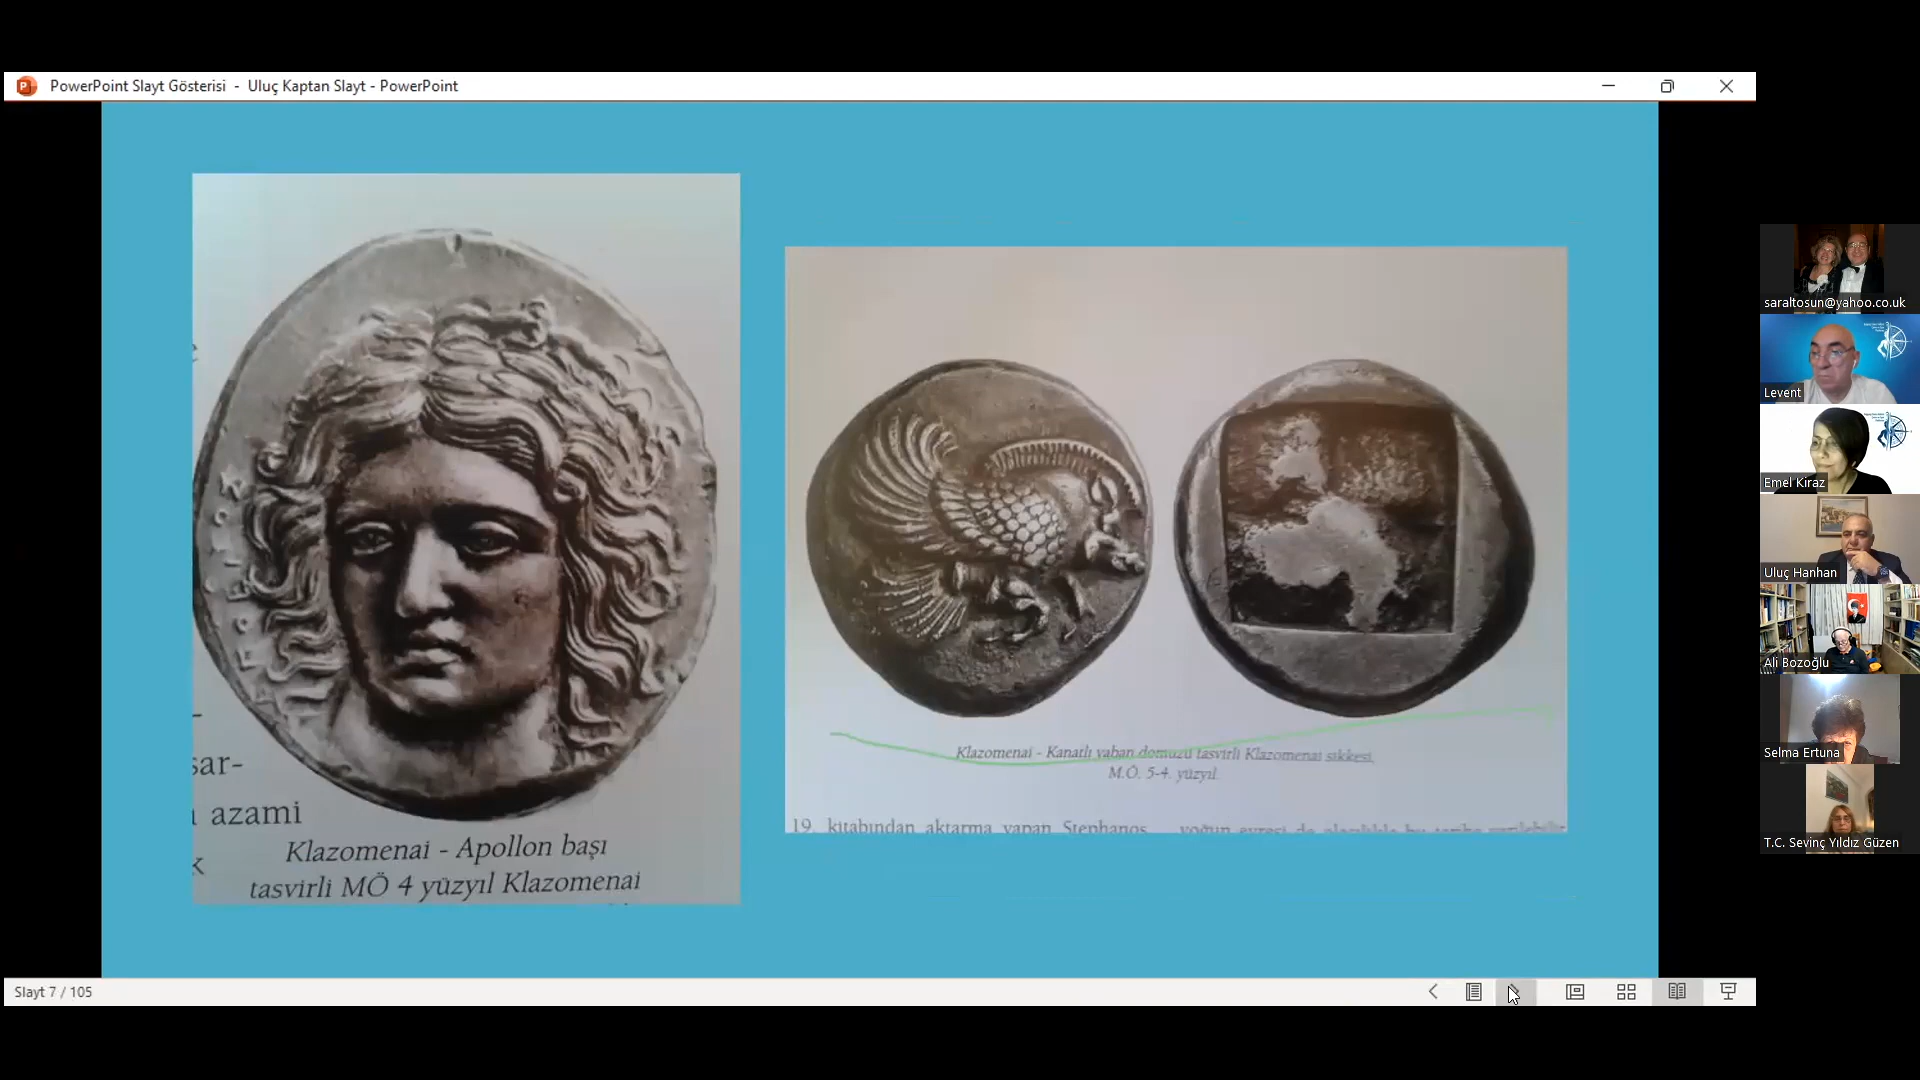 PowerPoint Slayt Gösterisi - Uluç Kaptan Slayt - PowerPoint
sar-
azami
Klazomenai - Apollon başı
tasvirli MÖ 4 yüzyıl Klazomenai
Klazomenai - Kanatlı yaban domuzu tasvirli Klazomenai sikkesi,
M.Ö. 5-4. yüzyıl.
19. kitabından aktarma yapan Stephanos
saraltosun@yahoo.co.uk
Levent
Emel Kiraz
Uluç Hanhan
Ali Bozoğlu
Selma Ertuna
T.C. Sevinç Yıldız Güzen
Slayt 7 / 105